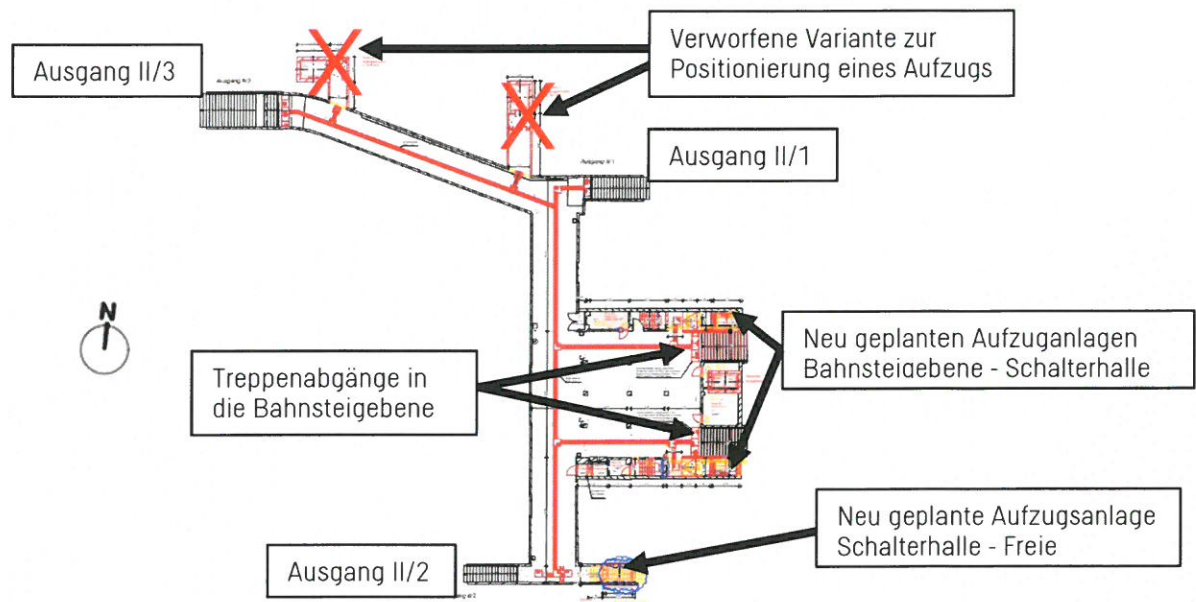 Verworfene Variante zur
Positionierung eines Aufzugs
Ausgang II/3
Ausgang II/1
N
Neu geplanten Aufzuganlagen
Bahnsteigebene - Schalterhalle
Treppenabgänge in
die Bahnsteigebene
Neu geplante Aufzugsanlage
Schalterhalle - Freie
Ausgang II/2